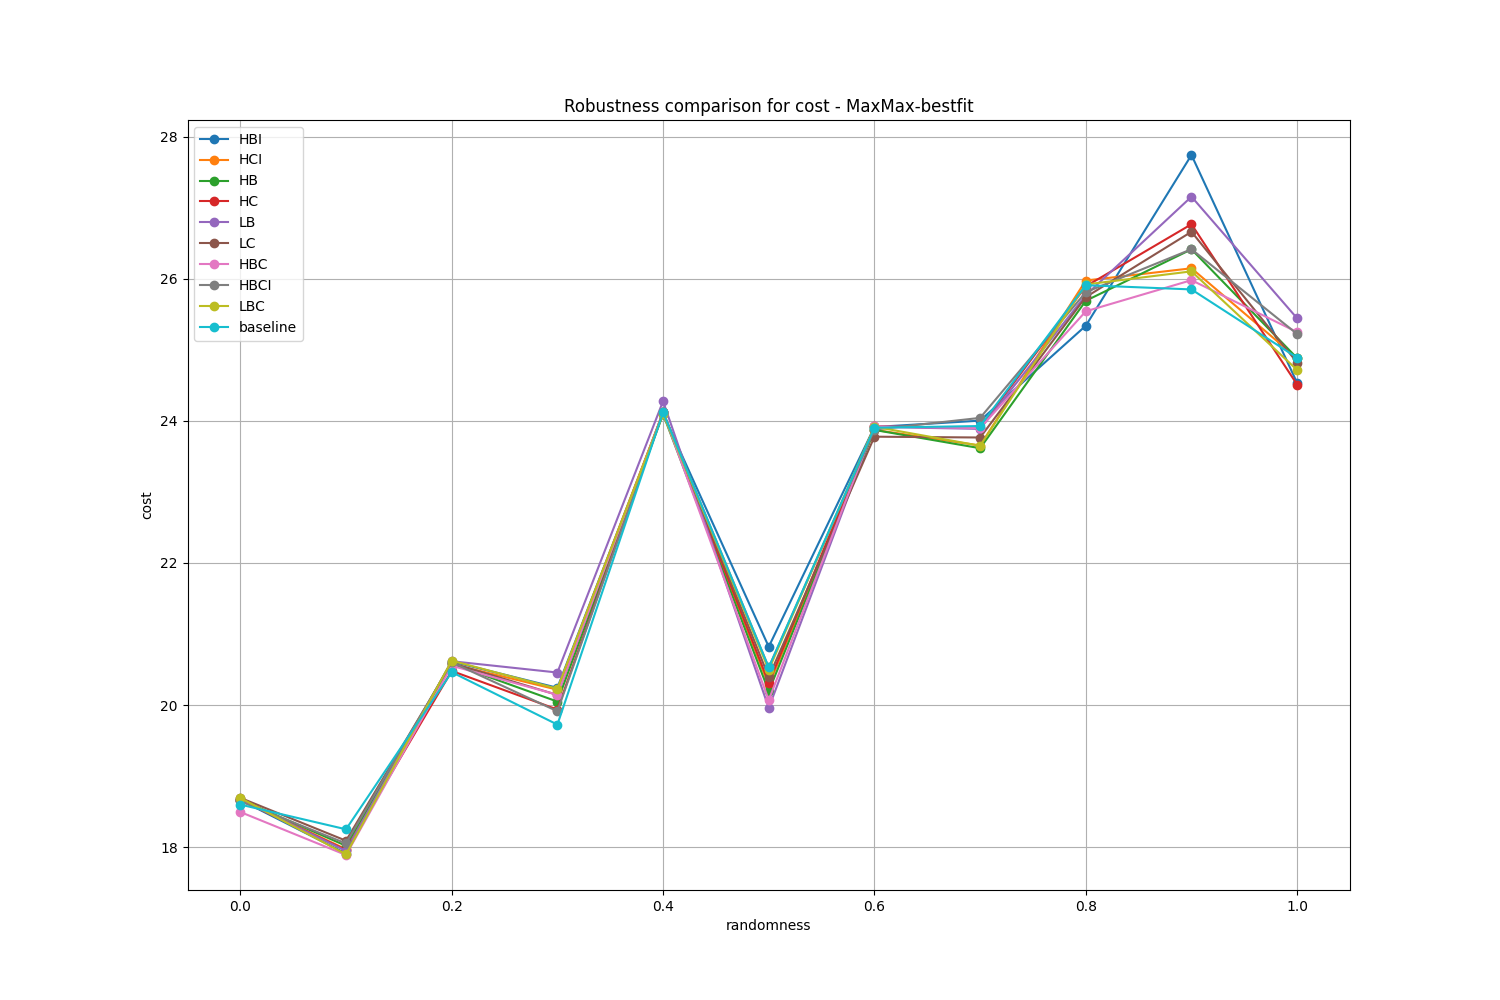 Robustness comparison for cost - MaxMax-bestfit
HBI
HCI
HB
HC
LB
LC
HBC
HBCI
LBC
baseline
28
26
24
22
20
18
cost
0.0 0.2 0.4 0.6 0.8 1.0
randomness